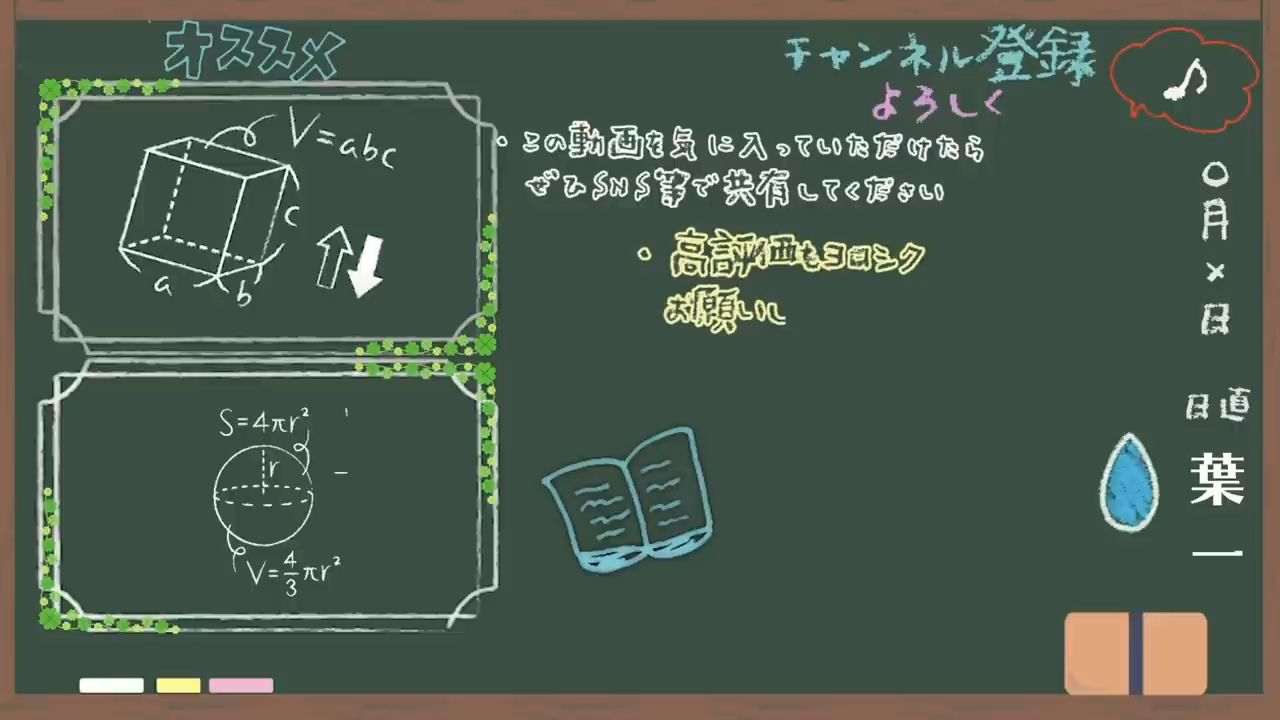 オススメ
V=abc
c
a
b
S=4πr²
r
V=4/3πr²
チャンネル登録
よろしく
・この動画を気に入っていただけたら
ぜひSNS等で共有してください
・高評価もヨロシク
お願いし
〇月×日
日直
葉一